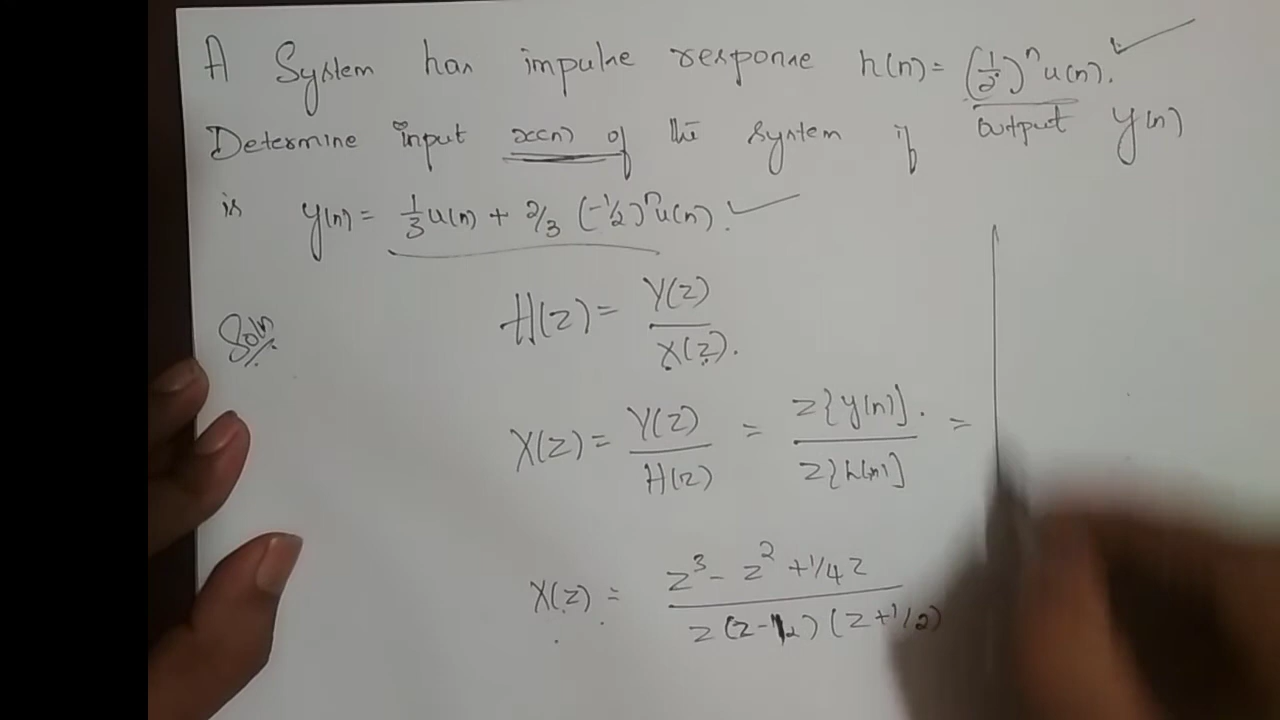 A System has impulse response h(n) = (1/2)^n u(n).
Determine input x(n) of the system if output y(n)
is y(n) = 1/3 u(n) + 2/3 (-1/2)^n u(n).
Soln
H(z) = Y(z)/X(z).
X(z) = Y(z)/H(z) = Z{y(n)}/Z{h(n)} =
X(z) = z^3 - z^2 + 1/4 z / z(z-1/2)(z+1/2)